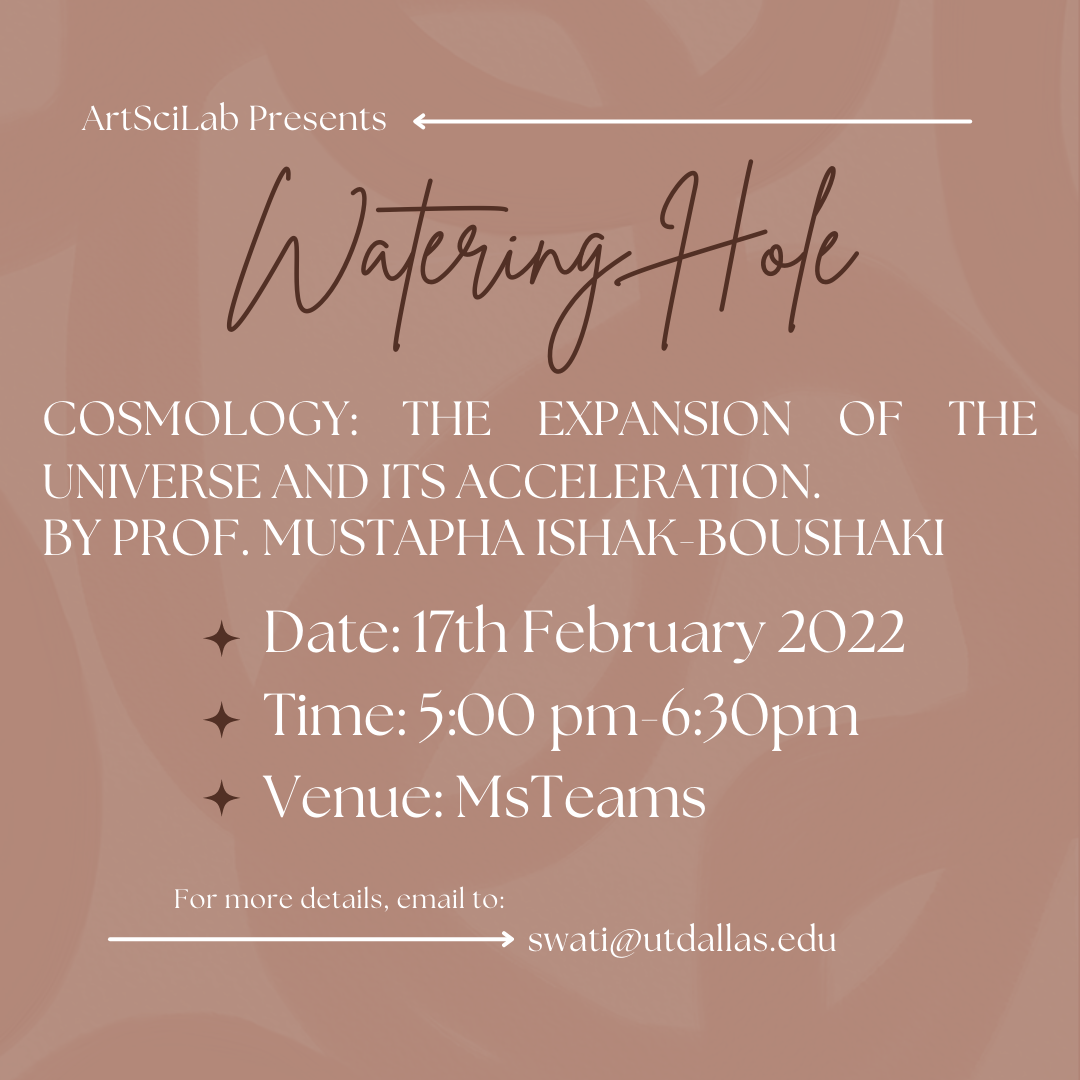 ArtSciLab Presents
Watering Hole
COSMOLOGY: THE EXPANSION OF THE
UNIVERSE AND ITS ACCELERATION.
BY PROF. MUSTAPHA ISHAK-BOUSHAKI
Date: 17th February 2022
Time: 5:00 pm-6:30pm
Venue: MsTeams
For more details, email to:
swati@utdallas.edu